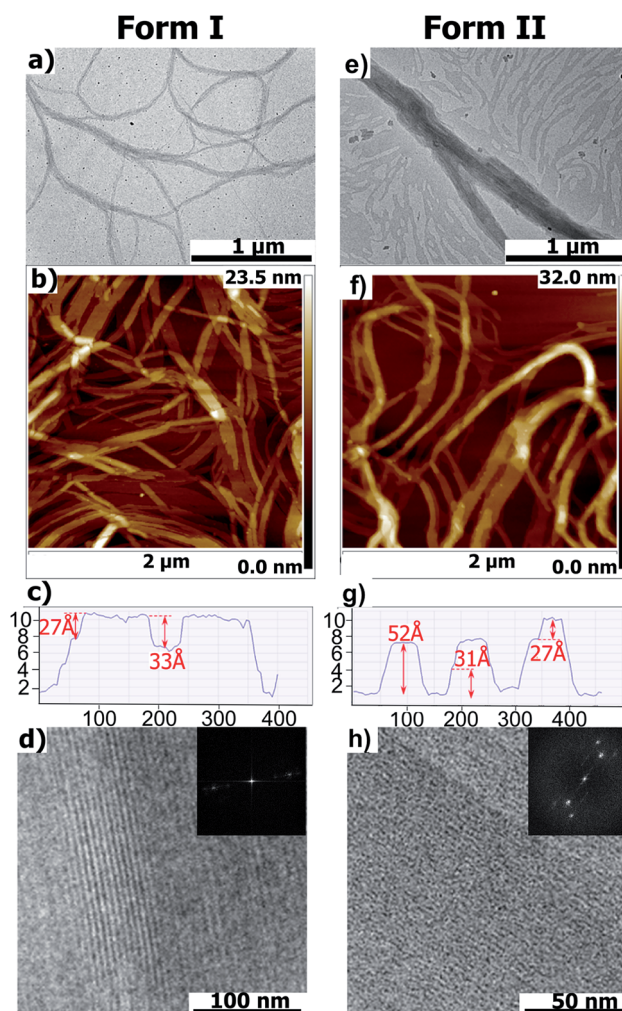 Form I
Form II
a)
1 µm
e)
1 µm
b)
23.5 nm
2 µm
0.0 nm
f)
32.0 nm
2 µm
0.0 nm
c)
10
8
6
4
2
27Å
33Å
100 200 300 400
g)
10
8
6
4
2
52Å
31Å
27Å
100 200 300 400
d)
100 nm
h)
50 nm